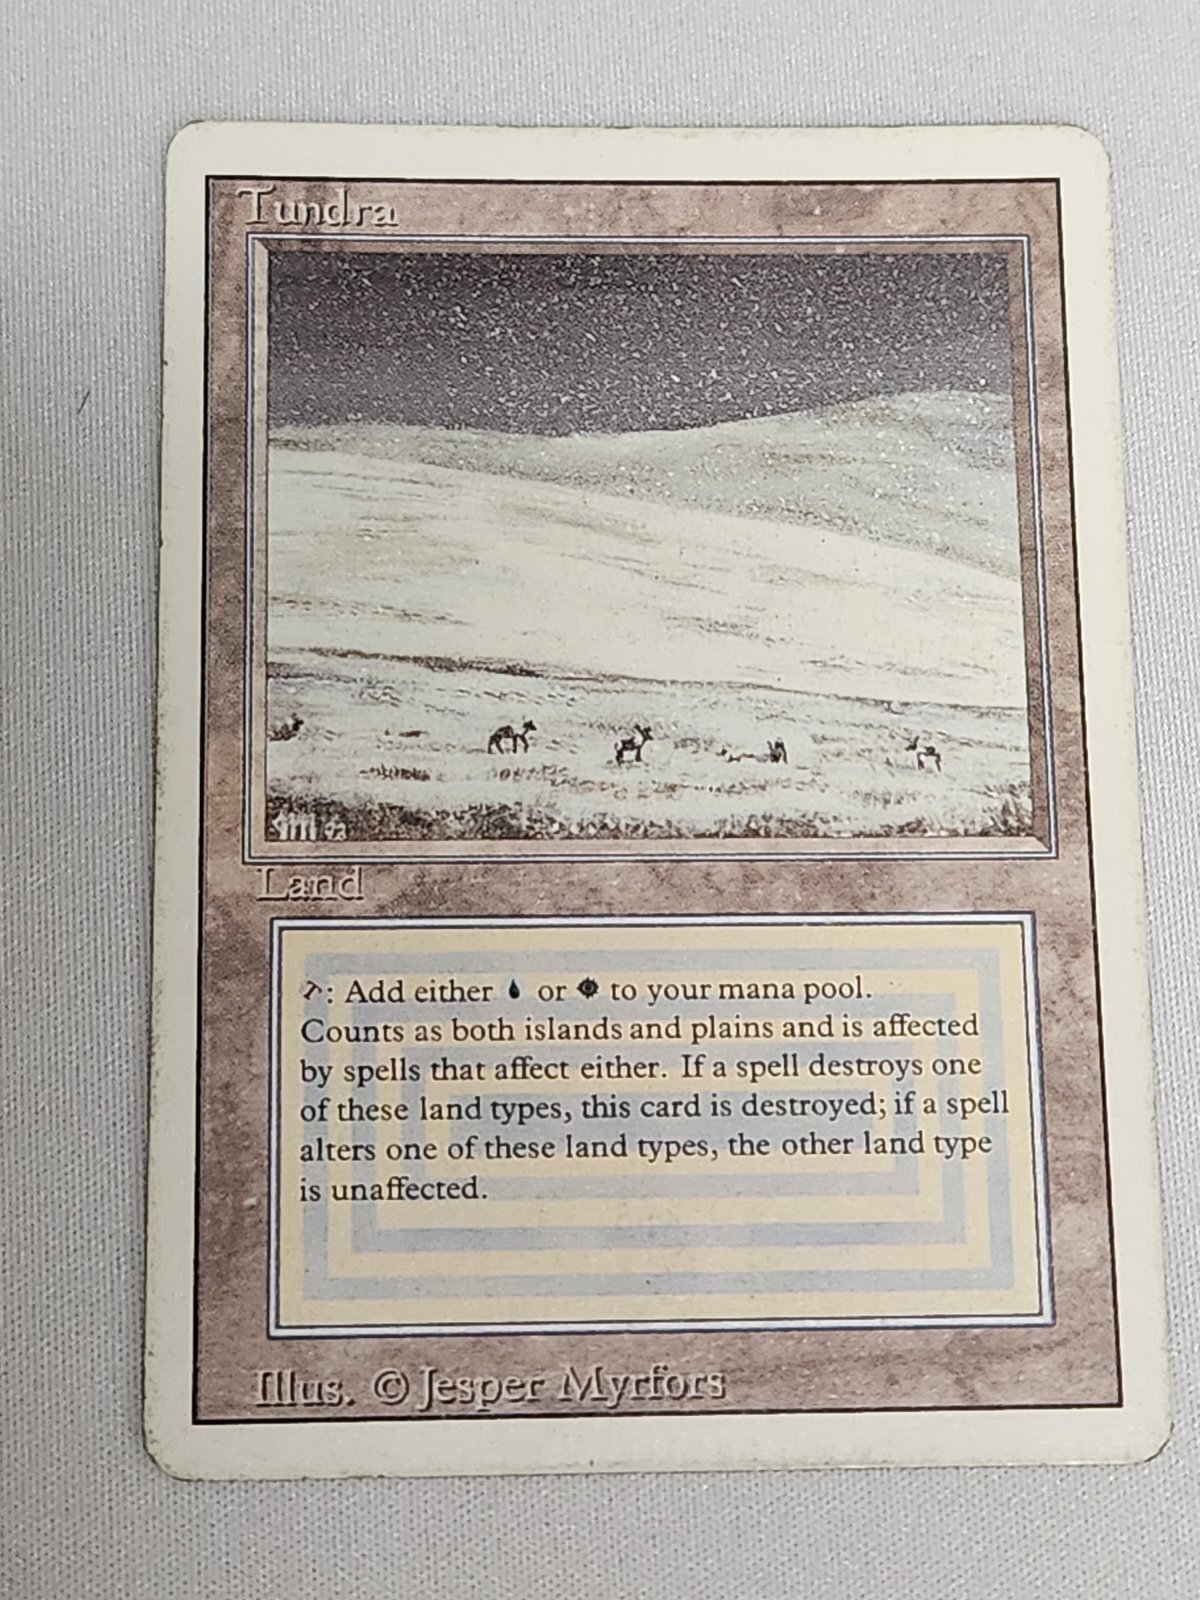 Tundra
Land
: Add either or to your mana pool.
Counts as both islands and plains and is affected
by spells that affect either. If a spell destroys one
of these land types, this card is destroyed; if a spell
alters one of these land types, the other land type
is unaffected.
Illus. © Jesper Myrfors